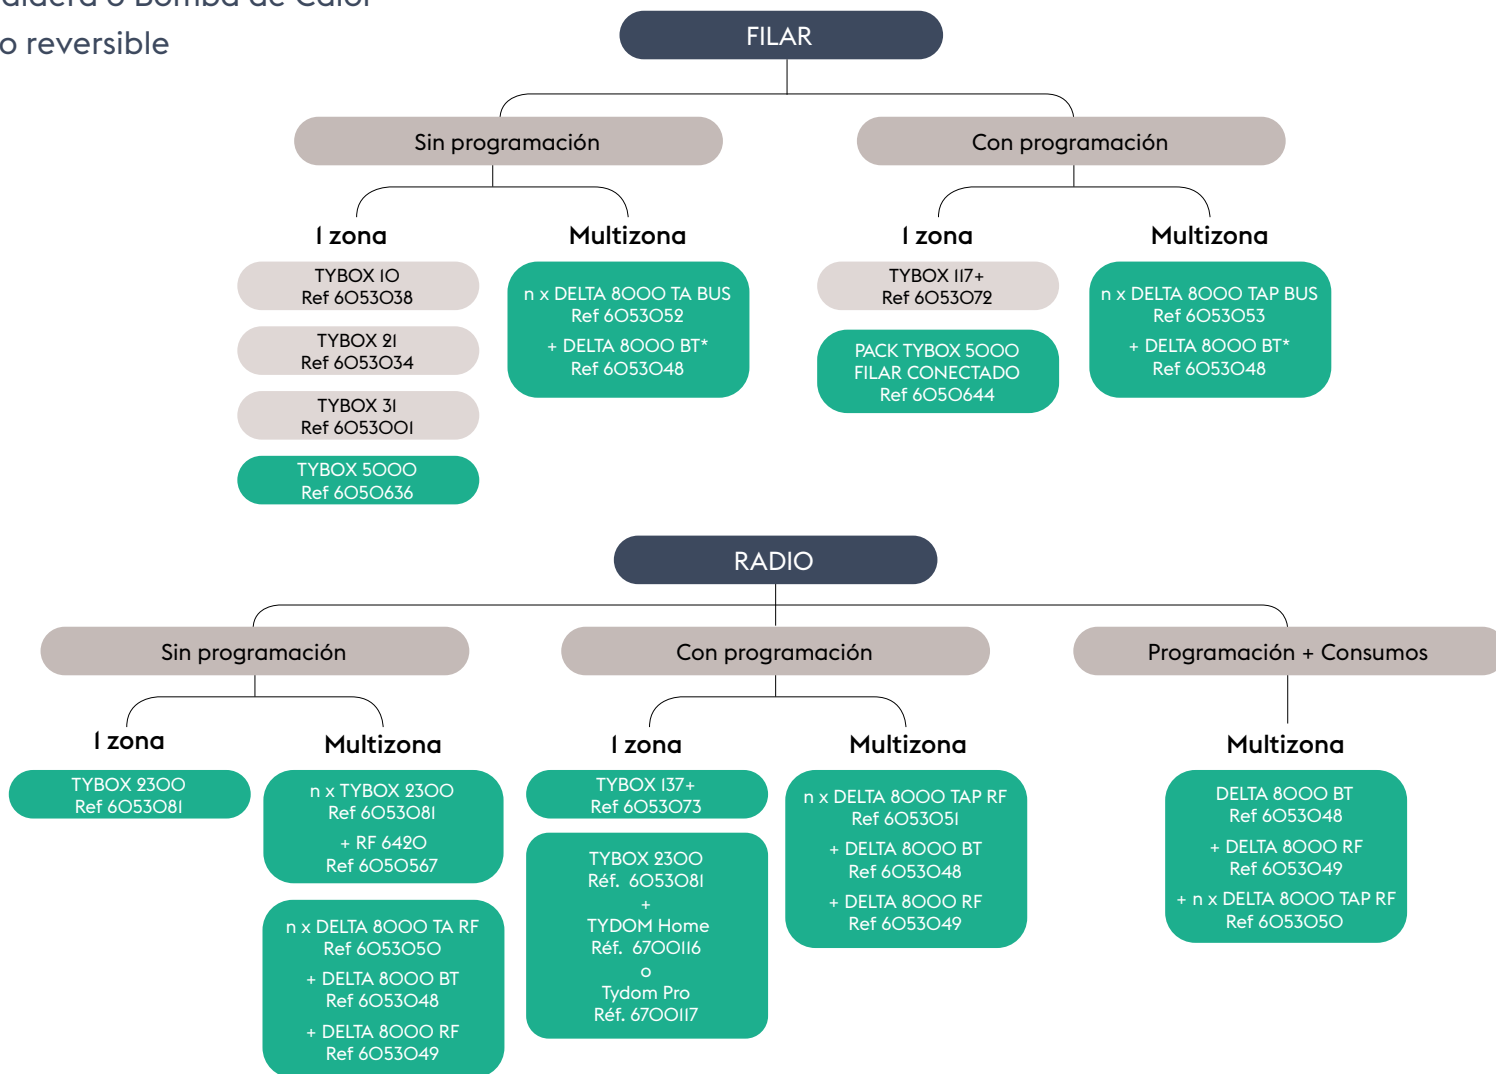 aldera o Bomba de Calor
o reversible
FILAR
Sin programación
Con programación
1 zona
Multizona
1 zona
Multizona
TYBOX 10
Ref 6053038
TYBOX 21
Ref 6053034
TYBOX 31
Ref 6053001
TYBOX 5000
Ref 6050636
n x DELTA 8000 TA BUS
Ref 6053052
+ DELTA 8000 BT*
Ref 6053048
TYBOX 117+
Ref 6053072
PACK TYBOX 5000
FILAR CONECTADO
Ref 6050644
n x DELTA 8000 TAP BUS
Ref 6053053
+ DELTA 8000 BT*
Ref 6053048
RADIO
Sin programación
Con programación
Programación + Consumos
1 zona
Multizona
1 zona
Multizona
Multizona
TYBOX 2300
Ref 6053081
n x TYBOX 2300
Ref 6053081
+ RF 6420
Ref 6050567
n x DELTA 8000 TA RF
Ref 6053050
+ DELTA 8000 BT
Ref 6053048
+ DELTA 8000 RF
Ref 6053049
TYBOX 137+
Ref 6053073
TYBOX 2300
Réf. 6053081
+
TYDOM Home
Réf. 6700116
o
Tydom Pro
Réf. 6700117
n x DELTA 8000 TAP RF
Ref 6053051
+ DELTA 8000 BT
Ref 6053048
+ DELTA 8000 RF
Ref 6053049
DELTA 8000 BT
Ref 6053048
+ DELTA 8000 RF
Ref 6053049
+ n x DELTA 8000 TAP RF
Ref 6053050